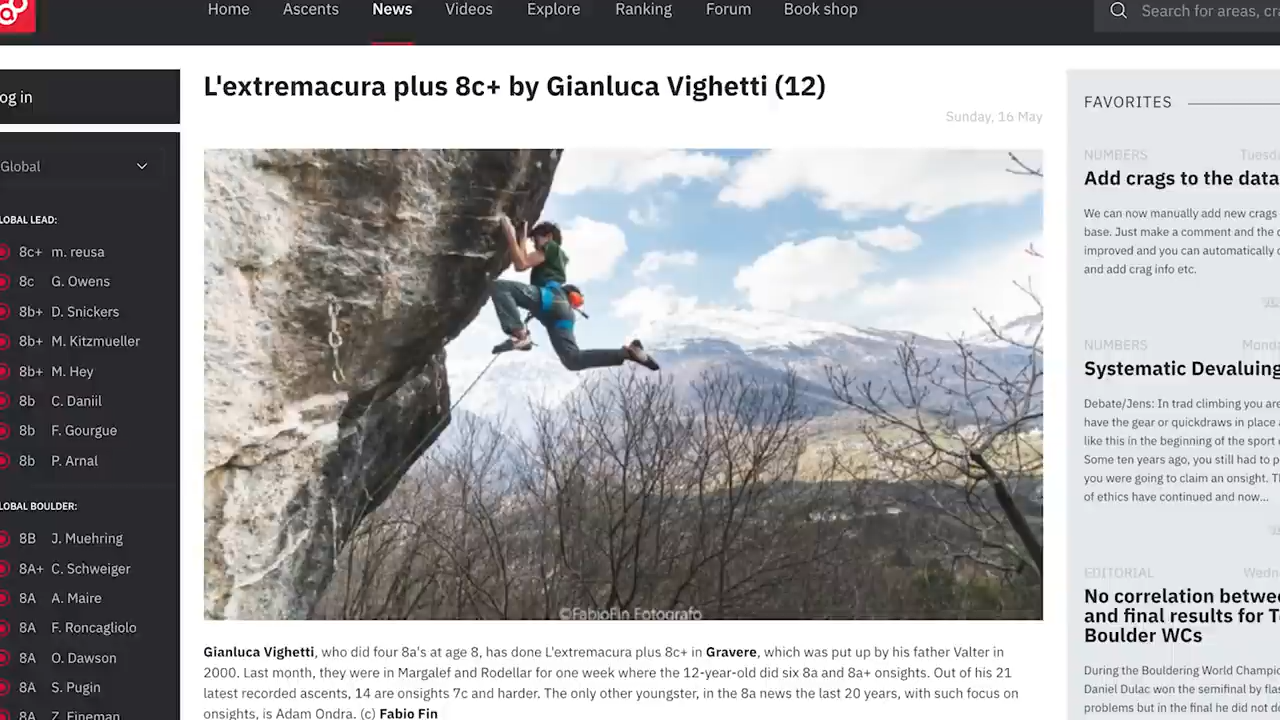 Home Ascents News Videos Explore Ranking Forum Book shop
Search for areas, cra
og in
Global
LOBAL LEAD:
8c+ m. reusa
8c G. Owens
8b+ D. Snickers
8b+ M. Kitzmueller
8b+ M. Hey
8b C. Daniil
8b F. Gourgue
8b P. Arnal
LOBAL BOULDER:
8B J. Muehring
8A+ C. Schweiger
8A A. Maire
8A F. Roncagliolo
8A O. Dawson
8A S. Pugin
8A Z. Fineman
L'extremacura plus 8c+ by Gianluca Vighetti (12)
Sunday, 16 May
©FabioFin Fotografo
Gianluca Vighetti, who did four 8a's at age 8, has done L'extremacura plus 8c+ in Gravere, which was put up by his father Valter in
2000. Last month, they were in Margalef and Rodellar for one week where the 12-year-old did six 8a and 8a+ onsights. Out of his 21
latest recorded ascents, 14 are onsights 7c and harder. The only other youngster, in the 8a news the last 20 years, with such focus on
onsights, is Adam Ondra. (c) Fabio Fin
FAVORITES
NUMBERS Tuesd
Add crags to the data
We can now manually add new crags
base. Just make a comment and the
improved and you can automatically
and add crag info etc.
NUMBERS Monda
Systematic Devaluing
Debate/Jens: In trad climbing you are
have the gear or quickdraws in place
like this in the beginning of the sport
Some ten years ago, you still had to p
you were going to claim an onsight. T
of ethics have continued and now...
EDITORIAL Wedn
No correlation betwee
and final results for T
Boulder WCs
During the Bouldering World Champi
Daniel Dulac won the semifinal by flas
problems but in the final he did not d